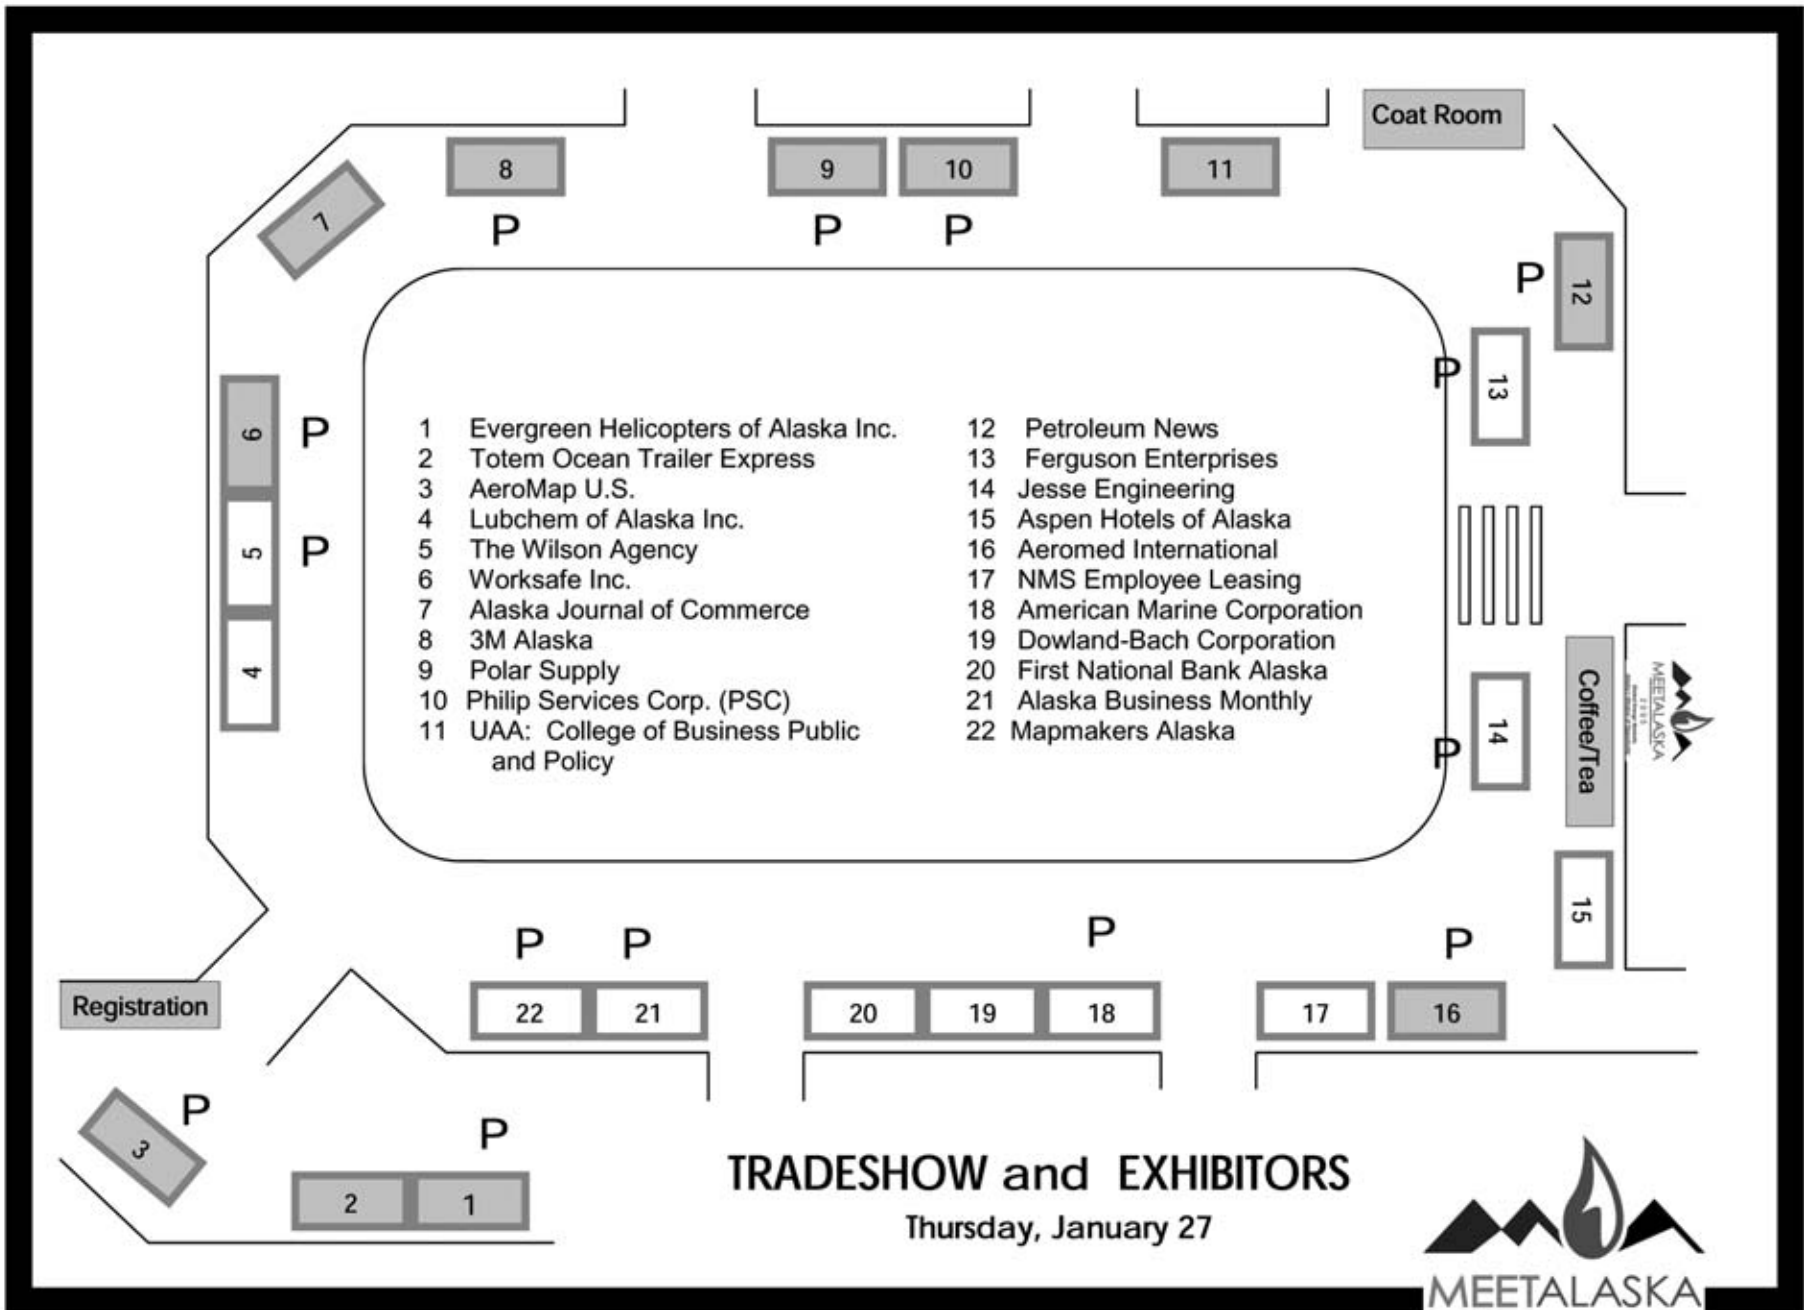 Coat Room
8
9
10
11
7
P
P
P
12
P
13
P
6
P
5
P
4
1 Evergreen Helicopters of Alaska Inc.
2 Totem Ocean Trailer Express
3 AeroMap U.S.
4 Lubchem of Alaska Inc.
5 The Wilson Agency
6 Worksafe Inc.
7 Alaska Journal of Commerce
8 3M Alaska
9 Polar Supply
10 Philip Services Corp. (PSC)
11 UAA: College of Business Public
and Policy
12 Petroleum News
13 Ferguson Enterprises
14 Jesse Engineering
15 Aspen Hotels of Alaska
16 Aeromed International
17 NMS Employee Leasing
18 American Marine Corporation
19 Dowland-Bach Corporation
20 First National Bank Alaska
21 Alaska Business Monthly
22 Mapmakers Alaska
14
P
Coffee/Tea
MEETALASKA
2005
15
P
P
P
P
22
21
20
19
18
17
16
Registration
3
P
P
2
1
TRADESHOW and EXHIBITORS
Thursday, January 27
MEETALASKA